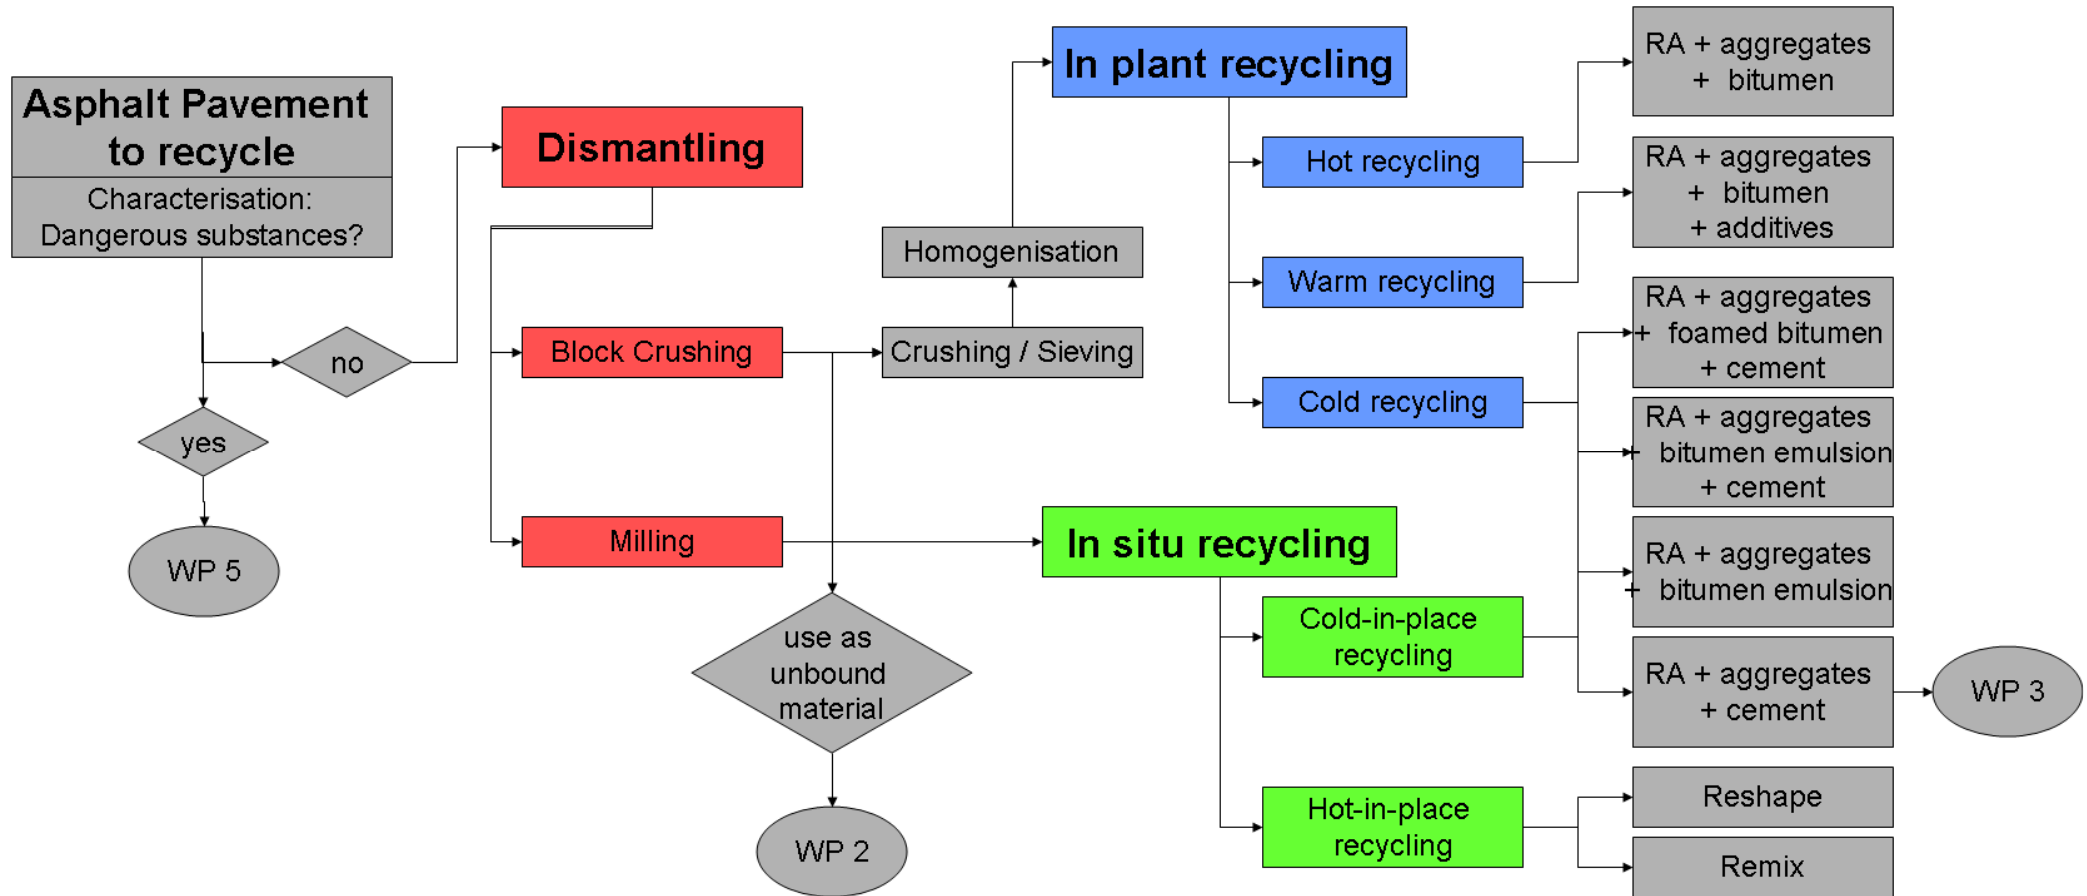 Asphalt Pavement
to recycle
Characterisation:
Dangerous substances?
no
yes
WP 5
Dismantling
Block Crushing
Milling
use as
unbound
material
WP 2
Crushing / Sieving
Homogenisation
In plant recycling
Hot recycling
Warm recycling
Cold recycling
In situ recycling
Cold-in-place
recycling
Hot-in-place
recycling
RA + aggregates
+ bitumen
RA + aggregates
+ bitumen
+ additives
RA + aggregates
+ foamed bitumen
+ cement
RA + aggregates
+ bitumen emulsion
+ cement
RA + aggregates
+ bitumen emulsion
RA + aggregates
+ cement
WP 3
Reshape
Remix